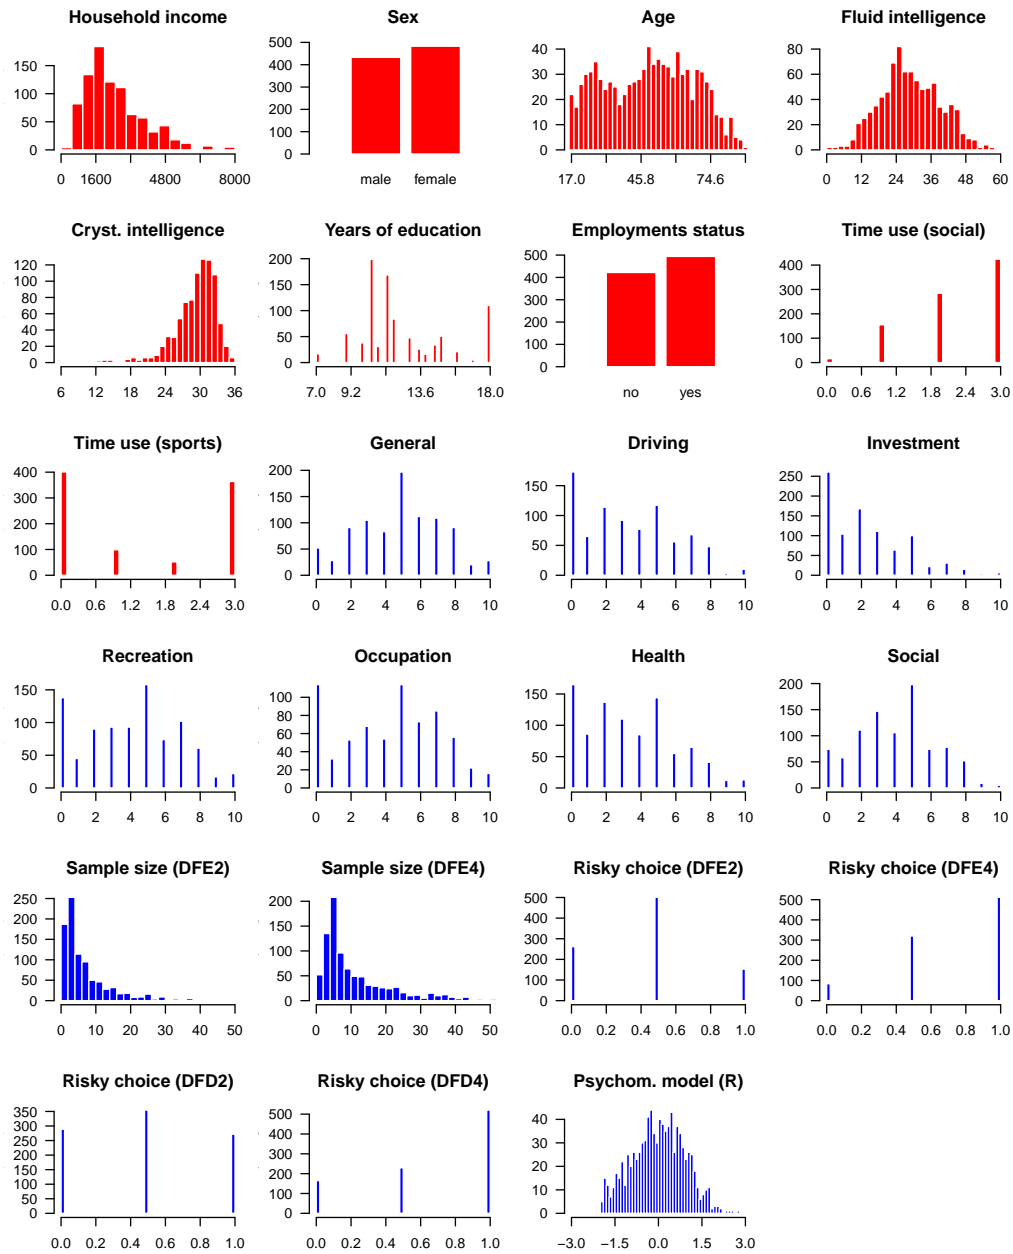 Household income Sex Age Fluid intelligence
150 100 50 0
0 1600 4800 8000
500 400 300 200 100 0
male female
40 30 20 10 0
17.0 45.8 74.6
80 60 40 20 0
0 12 24 36 48 60
Cryst. intelligence Years of education Employments status Time use (social)
120 100 80 60 40 20 0
6 12 18 24 30 36
200 150 100 50 0
7.0 9.2 13.6 18.0
500 400 300 200 100 0
no yes
400 300 200 100 0
0.0 0.6 1.2 1.8 2.4 3.0
Time use (sports) General Driving Investment
400 300 200 100 0
0.0 0.6 1.2 1.8 2.4 3.0
200 150 100 50 0
0 2 4 6 8 10
150 100 50 0
0 2 4 6 8 10
250 200 150 100 50 0
0 2 4 6 8 10
Recreation Occupation Health Social
150 100 50 0
0 2 4 6 8 10
100 80 60 40 20 0
0 2 4 6 8 10
150 100 50 0
0 2 4 6 8 10
200 150 100 50 0
0 2 4 6 8 10
Sample size (DFE2) Sample size (DFE4) Risky choice (DFE2) Risky choice (DFE4)
250 200 150 100 50 0
0 10 20 30 40 50
200 150 100 50 0
0 10 20 30 40 50
500 400 300 200 100 0
0.0 0.2 0.4 0.6 0.8 1.0
500 400 300 200 100 0
0.0 0.2 0.4 0.6 0.8 1.0
Risky choice (DFD2) Risky choice (DFD4) Psychom. model (R)
350 300 250 200 150 100 50 0
0.0 0.2 0.4 0.6 0.8 1.0
500 400 300 200 100 0
0.0 0.2 0.4 0.6 0.8 1.0
40 30 20 10 0
−3.0 −1.5 0.0 1.5 3.0